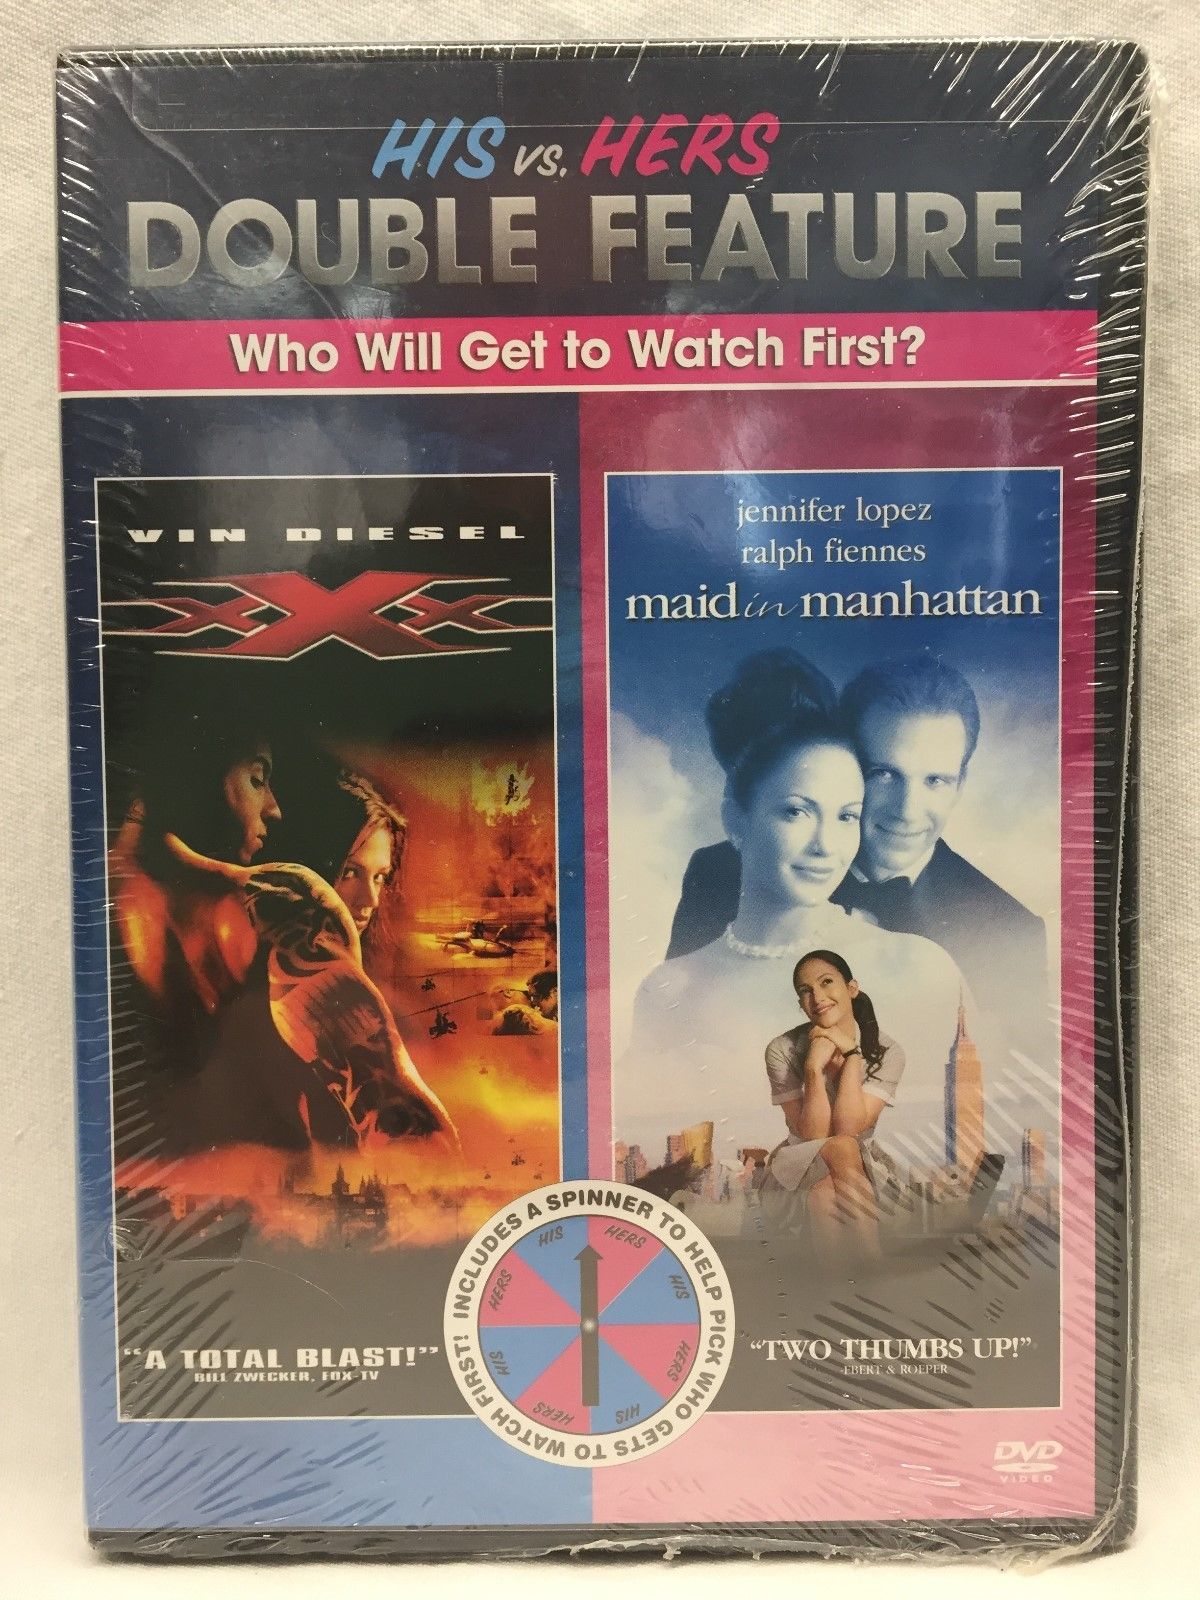 HIS VS. HERS
DOUBLE FEATURE
Who Will Get to Watch First?
VIN DIESEL
xXx
"A TOTAL BLAST!"
BILL ZWECKER, FOX-TV
jennifer lopez
ralph fiennes
maid in manhattan
"TWO THUMBS UP!"
EBERT & ROEPER
INCLUDES A SPINNER TO HELP PICK WHO GETS TO WATCH FIRST!
HIS
HERS
HIS
HERS
HIS
HERS
HIS
HERS
DVD
VIDEO